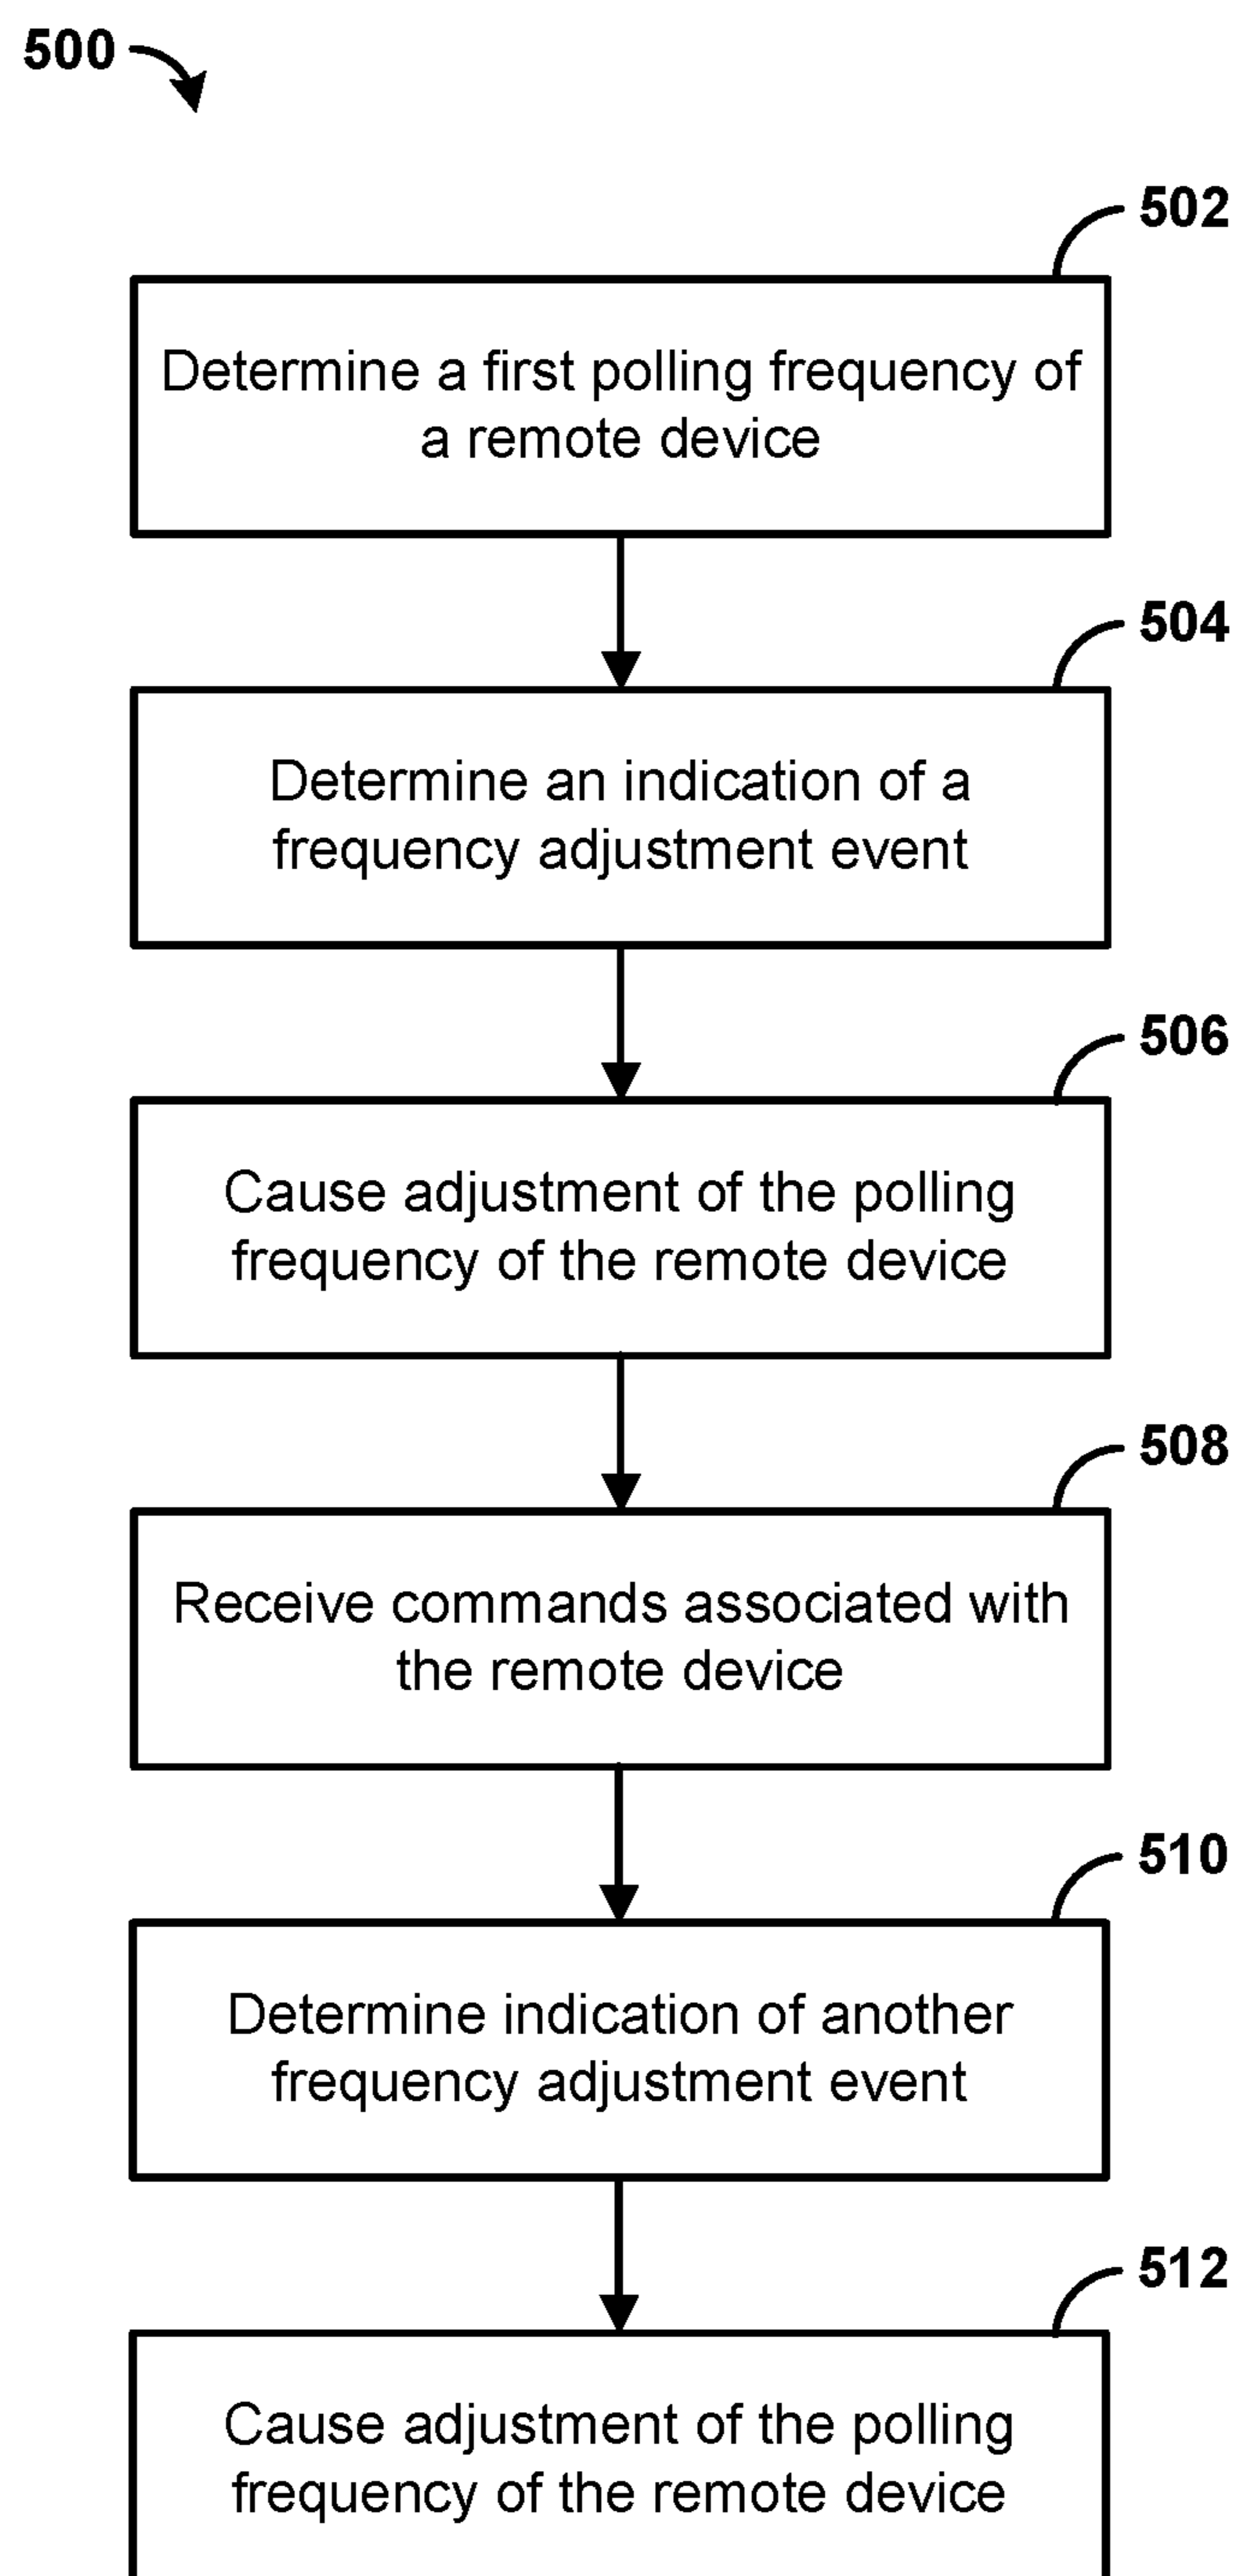 500
502
Determine a first polling frequency of
a remote device
504
Determine an indication of a
frequency adjustment event
506
Cause adjustment of the polling
frequency of the remote device
508
Receive commands associated with
the remote device
510
Determine indication of another
frequency adjustment event
512
Cause adjustment of the polling
frequency of the remote device